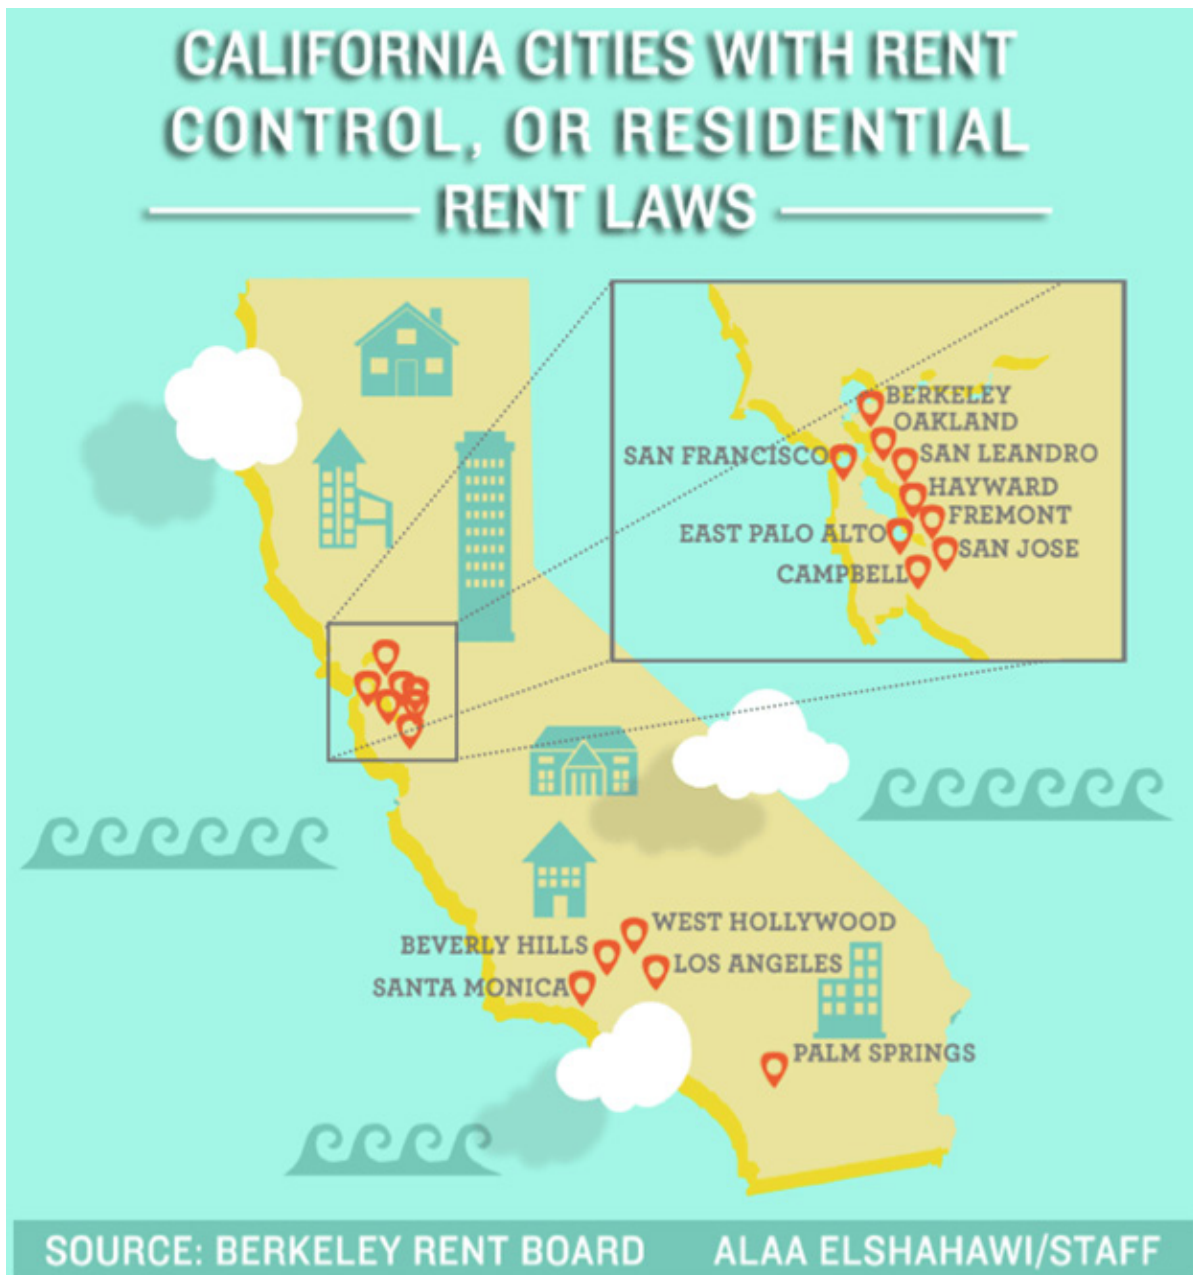 CALIFORNIA CITIES WITH RENT
CONTROL, OR RESIDENTIAL
RENT LAWS
BERKELEY
OAKLAND
SAN FRANCISCO
SAN LEANDRO
HAYWARD
FREMONT
EAST PALO ALTO
SAN JOSE
CAMPBELL
WEST HOLLYWOOD
BEVERLY HILLS
LOS ANGELES
SANTA MONICA
PALM SPRINGS
SOURCE: BERKELEY RENT BOARD ALAA ELSHAHAWI/STAFF